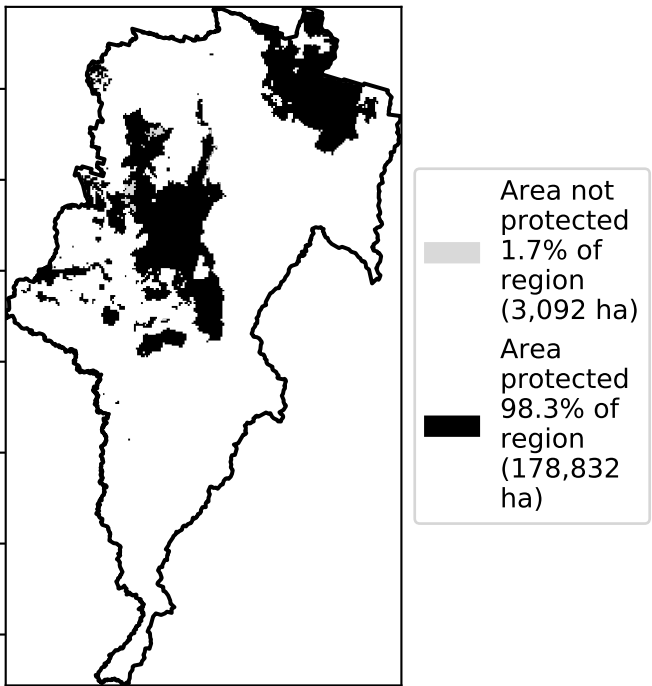 Area not
protected
1.7% of
region
(3,092 ha)
Area
protected
98.3% of
region
(178,832
ha)